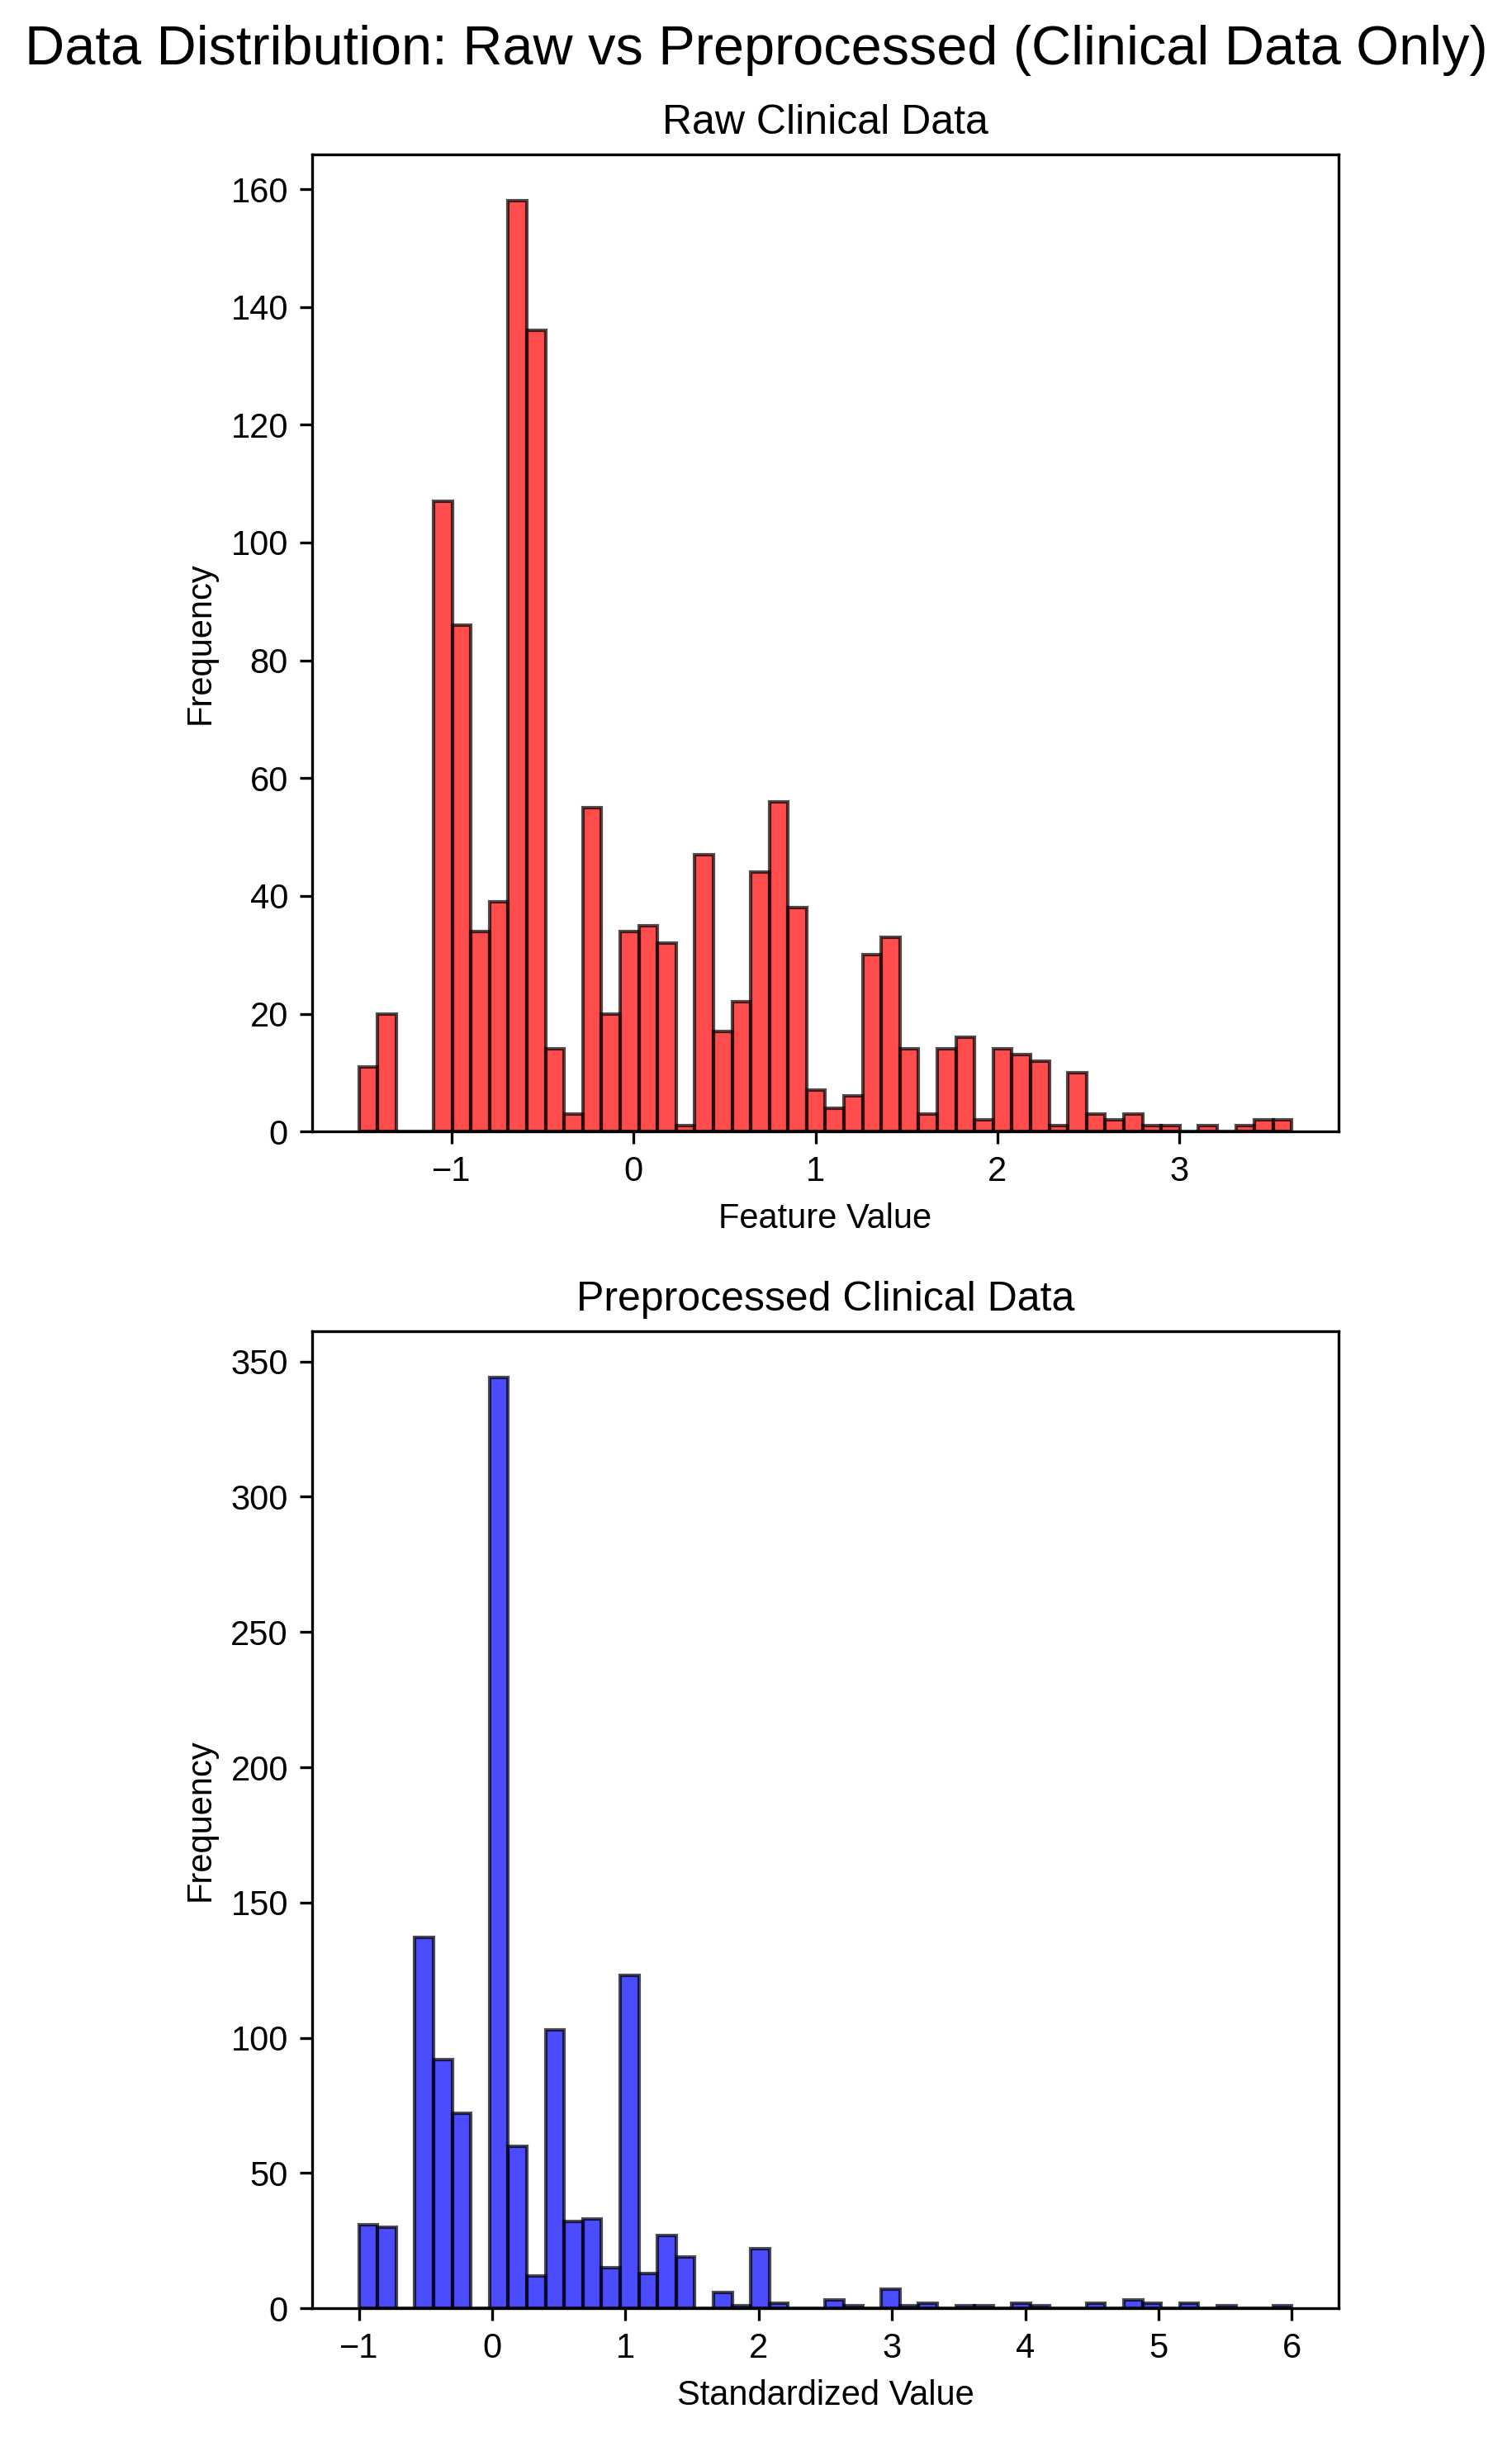 Data Distribution: Raw vs Preprocessed (Clinical Data Only)
Raw Clinical Data
160
140
120
100
80
60
40
20
0
Frequency
−1 0 1 2 3
Feature Value
Preprocessed Clinical Data
350
300
250
200
150
100
50
0
Frequency
−1 0 1 2 3 4 5 6
Standardized Value